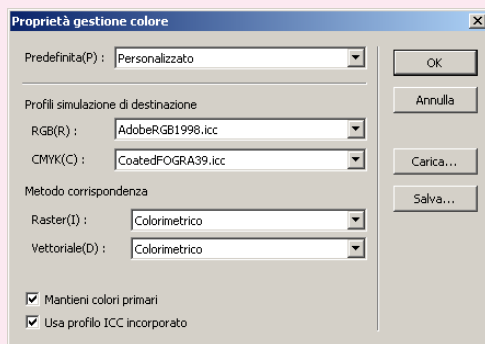 Proprietà gestione colore
Predefinita(P) : Personalizzato
OK
Annulla
Profili simulazione di destinazione
RGB(R) : AdobeRGB1998.icc
CMYK(C) : CoatedFOGRA39.icc
Carica...
Metodo corrispondenza
Salva...
Raster(I) : Colorimetrico
Vettoriale(D) : Colorimetrico
Mantieni colori primari
Usa profilo ICC incorporato